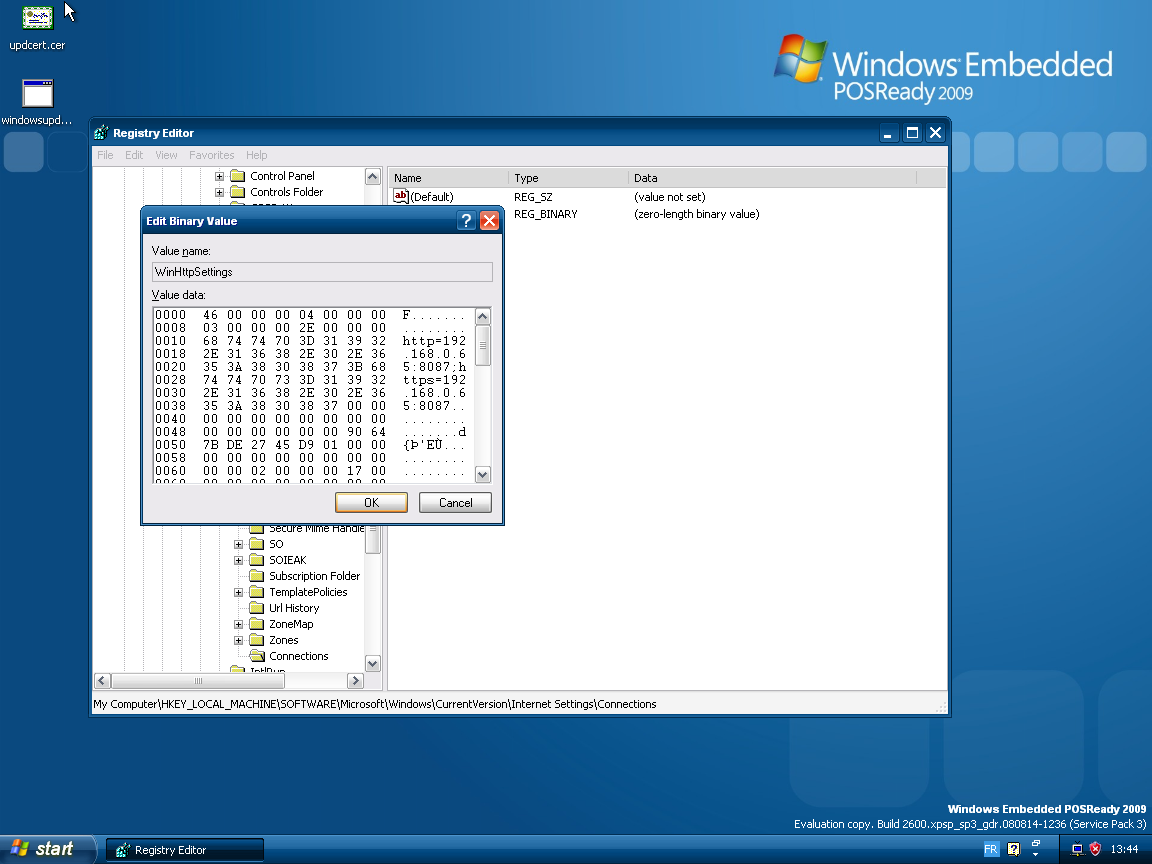 updcert.cer
windowsupd...
Windows Embedded
POSReady 2009
Registry Editor
File Edit View Favorites Help
Control Panel
Controls Folder
Name Type Data
(Default) REG_SZ (value not set)
REG_BINARY (zero-length binary value)
Edit Binary Value
Value name:
WinHttpSettings
Value data:
0000 46 00 00 00 04 00 00 00 F.......
0008 03 00 00 00 2E 00 00 00 ........
0010 68 74 74 70 3D 31 39 32 http=192
0018 2E 31 36 38 2E 30 2E 36 .168.0.6
0020 35 3A 38 30 38 37 3B 68 5:8087;h
0028 74 74 70 73 3D 31 39 32 ttps=192
0030 2E 31 36 38 2E 30 2E 36 .168.0.6
0038 35 3A 38 30 38 37 00 00 5:8087..
0040 00 00 00 00 00 00 00 00 ........
0048 00 00 00 00 00 00 90 64 .......d
0050 7B DE 27 45 D9 01 00 00 {Þ'EÙ...
0058 00 00 00 00 00 00 00 00 ........
0060 00 00 02 00 00 00 17 00 ........
OK Cancel
Secure Mime Handle
SO
SOIEAK
Subscription Folder
TemplatePolicies
Url History
ZoneMap
Zones
Connections
My Computer\HKEY_LOCAL_MACHINE\SOFTWARE\Microsoft\Windows\CurrentVersion\Internet Settings\Connections
Windows Embedded POSReady 2009
Evaluation copy. Build 2600.xpsp_sp3_gdr.080814-1236 (Service Pack 3)
start Registry Editor FR 13:44